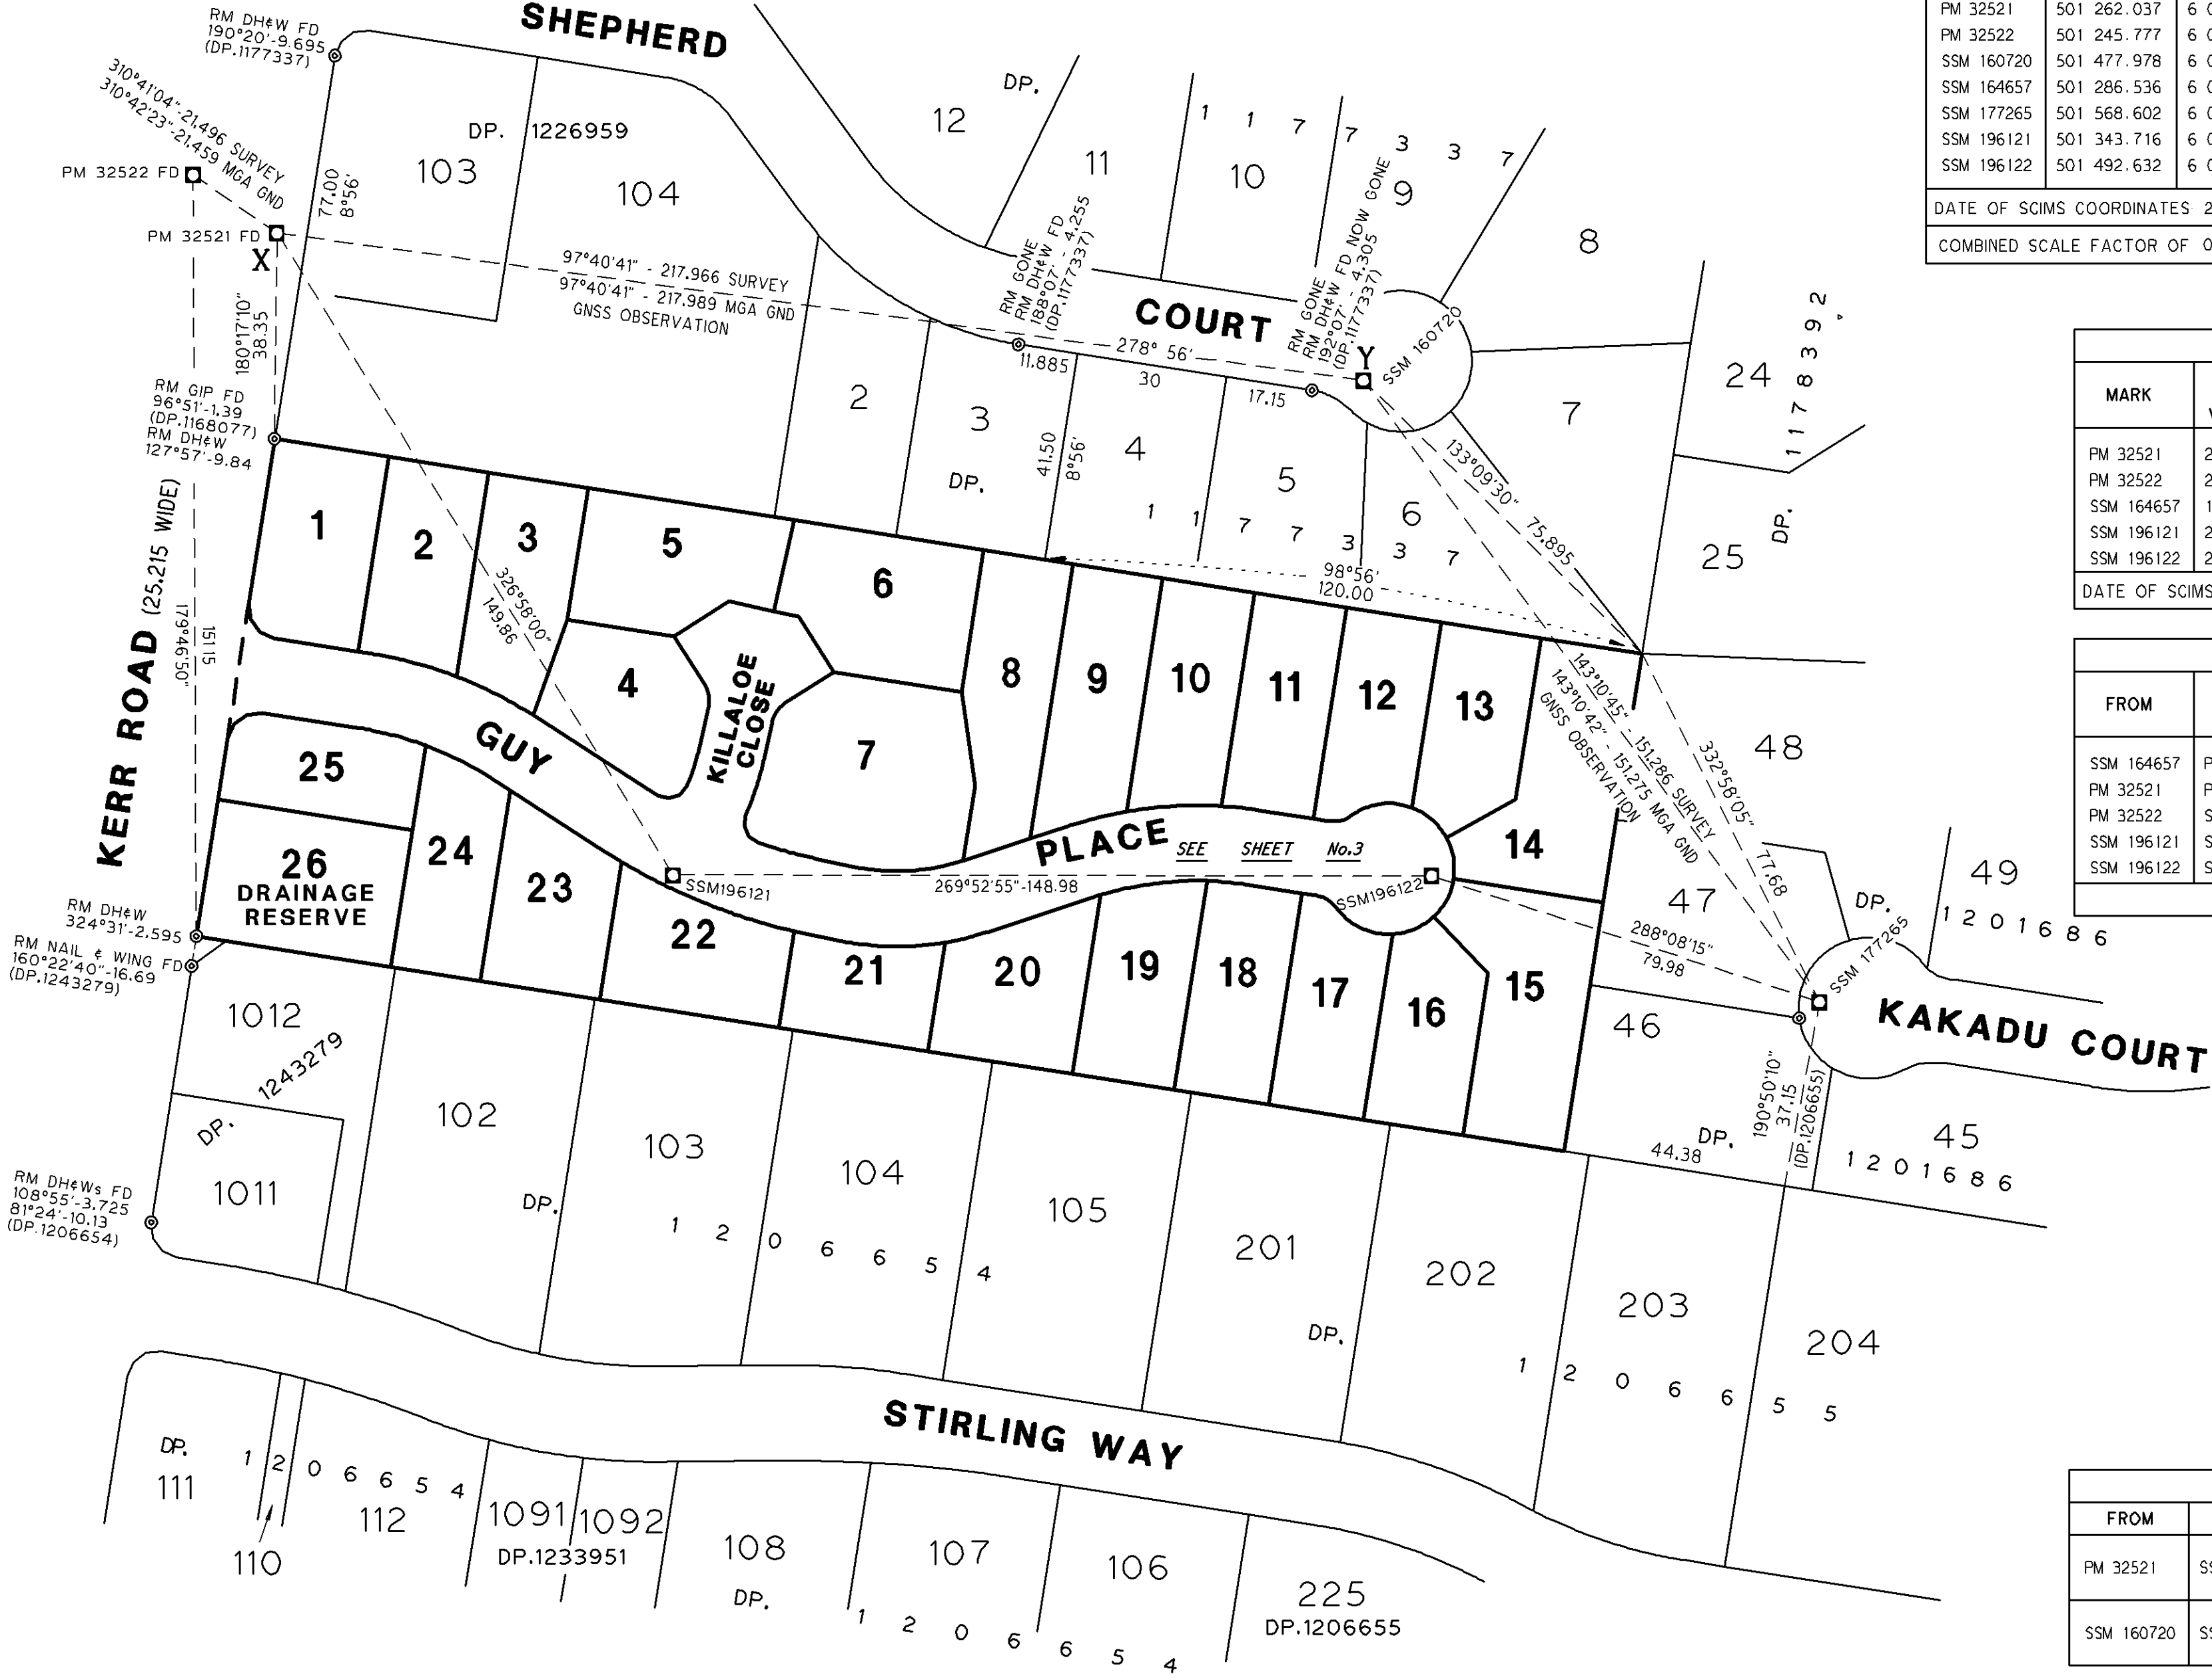 SHEPHERD
RM DH&W FD
190°20'-9.695
(DP.1177337)
310°41'04"-21.496 SURVEY
310°42'23"-21.459 MGA GND
PM 32522 FD
PM 32521 FD
X
77.00
8°56'
DP. 1226959
103
104
12
DP.
11
10
9
8
1 1 7 7 3 3 7
97°40'41" - 217.966 SURVEY
97°40'41" - 217.989 MGA GND
GNSS OBSERVATION
RM GONE
RM DH&W FD
188°07' - 4.255
(DP.1177337)
COURT
RM GONE
RM DH&W FD NOW GONE
192°07' - 4.305
(DP.1177337)
Y
SSM 160720
278° 56'
11.885
30
17.15
180°17'10"
38.35
RM GIP FD
96°51'-1.39
(DP.1168077)
RM DH&W
127°57'-9.84
2
3
DP.
41.50
8°56'
4
5
6
7
1 1 7 7 3 3 7
24
25
DP.
1178392
133°09'30"
75.895
98°56'
120.00
KERR ROAD (25.215 WIDE)
179°46'50"
151.15
1
2
3
5
6
4
326°58'00"
149.86
KILLALOE
CLOSE
7
8
9
10
11
12
13
14
GUY
PLACE
SEE SHEET No.3
143°10'45" - 151.286 SURVEY
143°10'42" - 151.275 MGA GND
GNSS OBSERVATION
332°58'05"
77.68
48
47
49
DP.
1 2 0 1 6 8 6
25
26
DRAINAGE
RESERVE
24
23
22
SSM196121
269°52'55"-148.98
SSM196122
21
20
19
18
17
16
15
288°08'15"
79.98
SSM 177265
KAKADU COURT
46
RM DH&W
324°31'-2.595
RM NAIL & WING FD
160°22'40"-16.69
(DP.1243279)
1012
1243279
DP.
1011
RM DH&Ws FD
108°55'-3.725
81°24'-10.13
(DP.1206654)
102
DP.
103
104
105
1 2 0 6 6 5 4
201
202
203
204
DP.
1 2 0 6 6 5 5
DP.
44.38
190°50'10"
37.15
(DP.1206655)
45
1 2 0 1 6 8 6
STIRLING WAY
DP.
111
1 2 0 6 6 5 4
110
112
1091
1092
DP.1233951
108
DP.
107
106
1 2 0 6 6 5 4
225
DP.1206655
PM 32521 501 262.037 6 0
PM 32522 501 245.777 6 0
SSM 160720 501 477.978 6 0
SSM 164657 501 286.536 6 0
SSM 177265 501 568.602 6 0
SSM 196121 501 343.716 6 0
SSM 196122 501 492.632 6 0
DATE OF SCIMS COORDINATES 2
COMBINED SCALE FACTOR OF 0
MARK
PM 32521 2
PM 32522 2
SSM 164657 1
SSM 196121 2
SSM 196122 2
DATE OF SCIMS
FROM
SSM 164657 P
PM 32521 P
PM 32522 S
SSM 196121 S
SSM 196122 S
FROM
PM 32521 SS
SSM 160720 SS